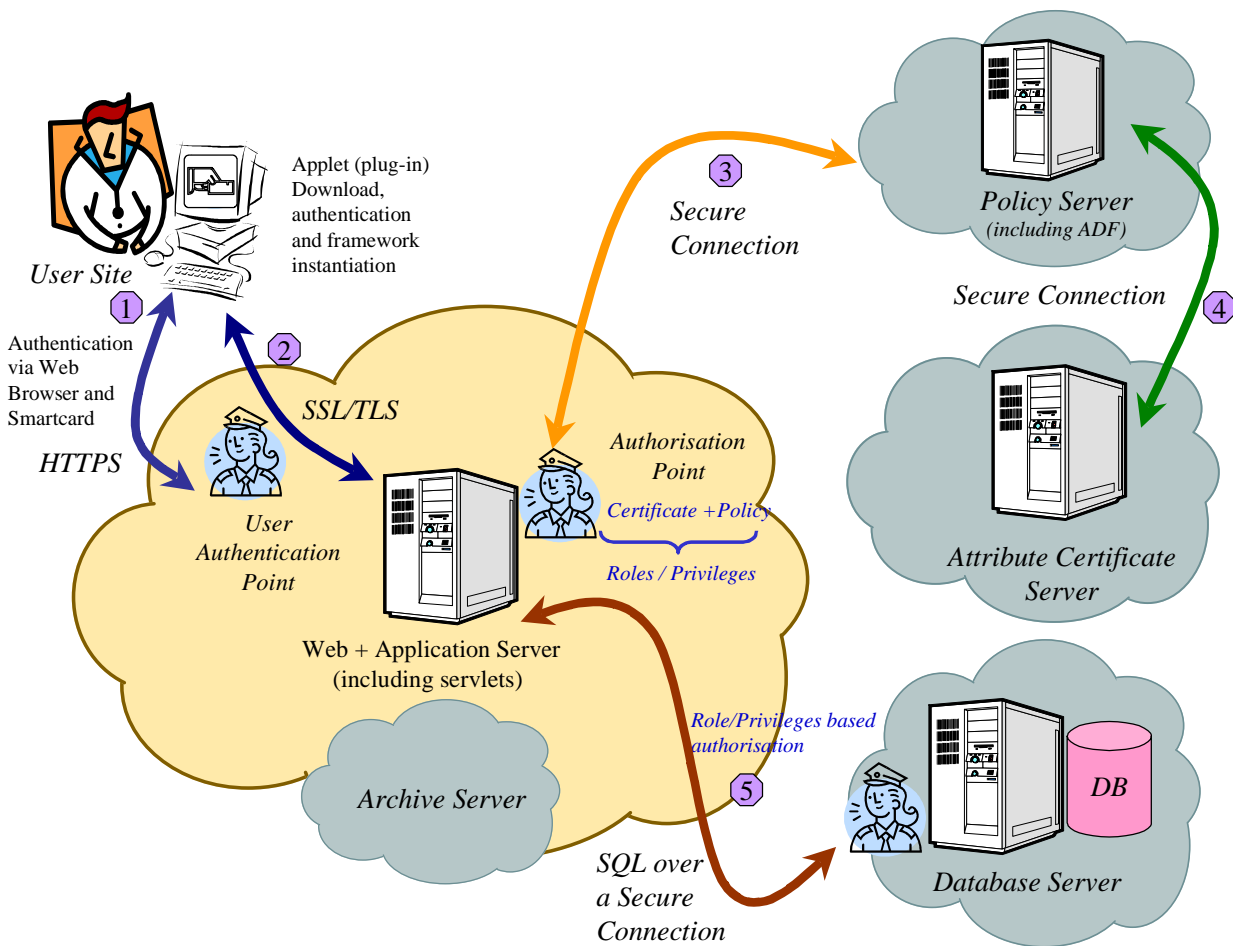 Applet (plug-in)
Download,
authentication
and framework
instantiation
User Site
1
Authentication
via Web
Browser and
Smartcard
HTTPS
2
SSL/TLS
User
Authentication
Point
3
Secure
Connection
Policy Server
(including ADF)
Secure Connection
4
Attribute Certificate
Server
Authorisation
Point
Certificate +Policy
Roles / Privileges
Web + Application Server
(including servlets)
Archive Server
Role/Privileges based
authorisation
5
SQL over
a Secure
Connection
DB
Database Server